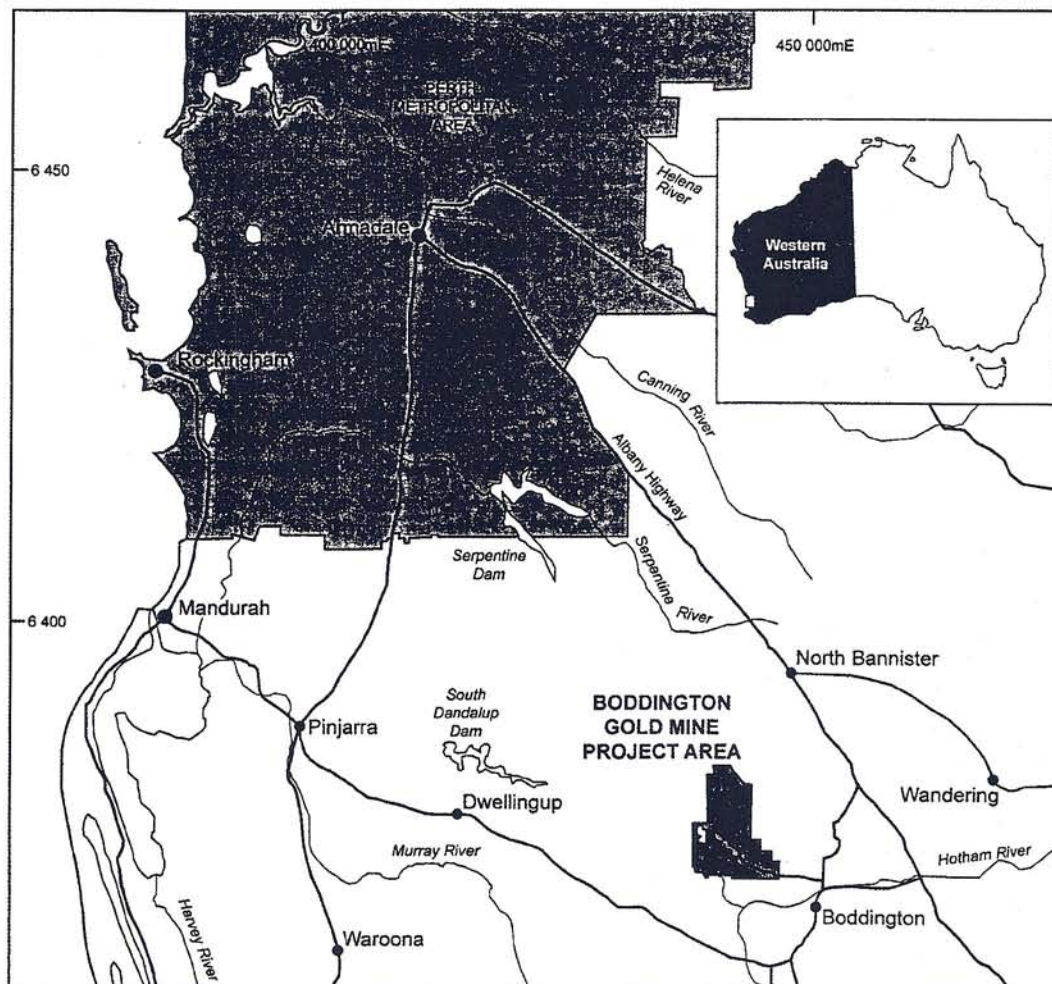 400 000mE
450 000mE
PERTH
METROPOLITAN
AREA
6 450
Helena
River
Armadale
Western
Australia
Rockingham
Canning River
Albany Highway
Serpentine
Dam
Serpentine
River
Mandurah
6 400
North Bannister
South
Dandalup
Dam
BODDINGTON
GOLD MINE
PROJECT AREA
Pinjarra
Wandering
Dwellingup
Murray River
Hotham River
Harvey River
Boddington
Waroona